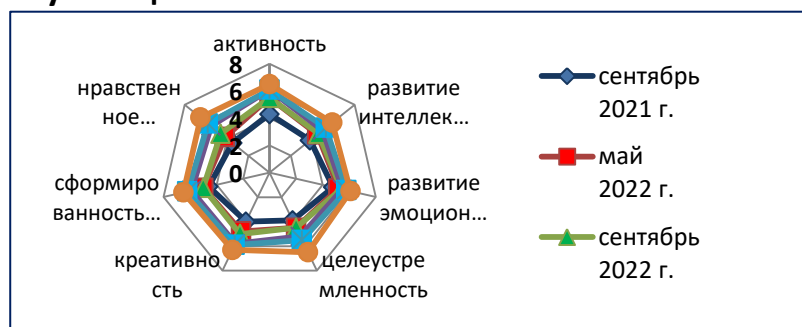 активность
развитие
интеллек...
развитие
эмоцион...
целеустре
мленность
креативно
сть
сформиро
ванность...
нравствен
ное...
8
6
4
2
0
сентябрь
2021 г.
май
2022 г.
сентябрь
2022 г.